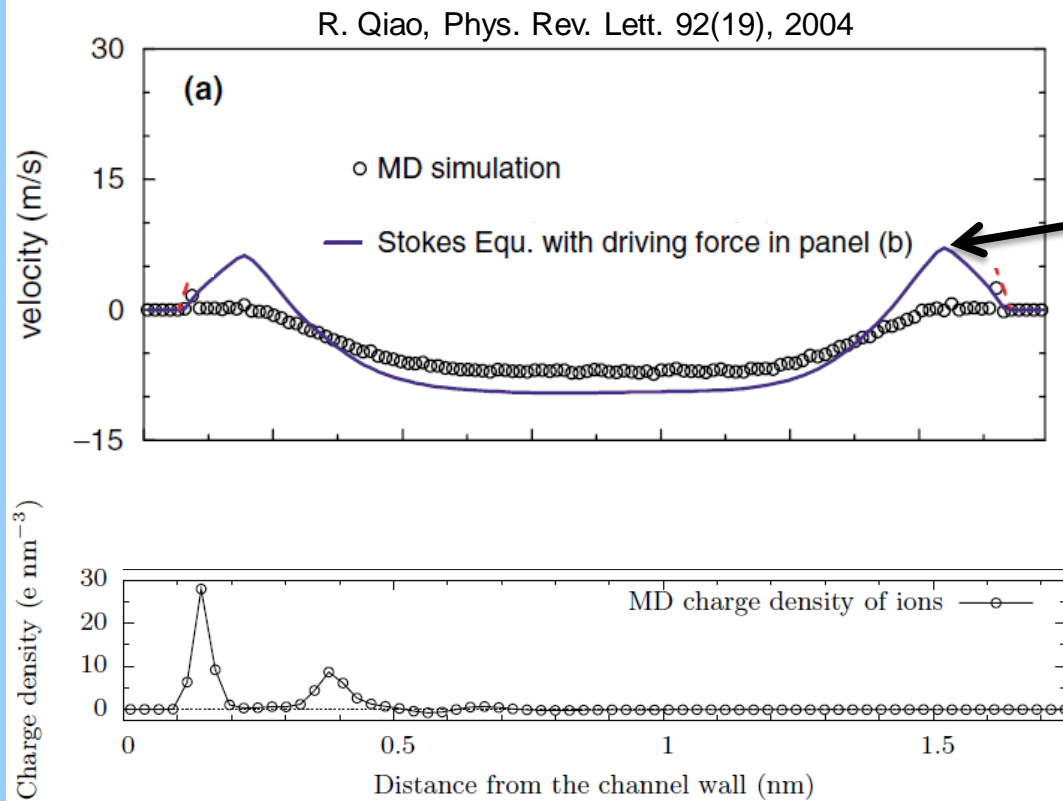 R. Qiao, Phys. Rev. Lett. 92(19), 2004
30
(a)
MD simulation
15
Stokes Equ. with driving force in panel (b)
0
−15
velocity (m/s)
30
MD charge density of ions
20
10
0
Charge density (e nm⁻³)
0 0.5 1 1.5
Distance from the channel wall (nm)